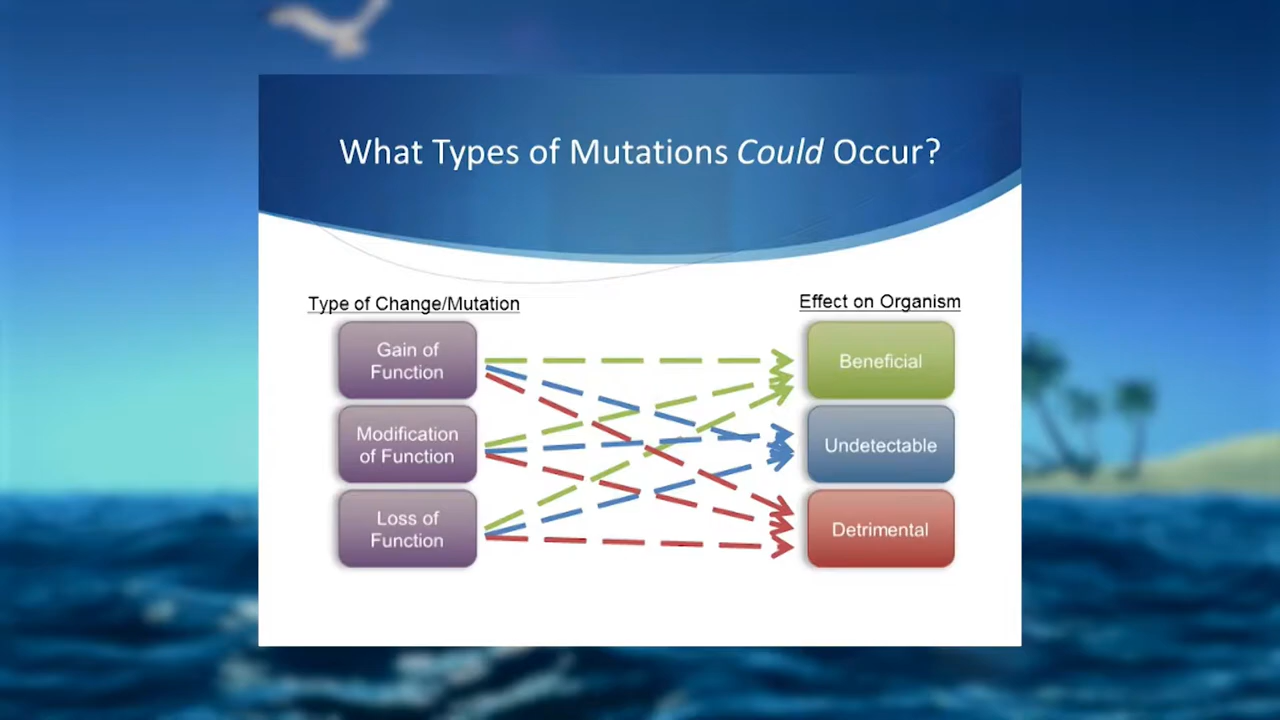 What Types of Mutations Could Occur?
Type of Change/Mutation
Effect on Organism
Gain of
Function
Beneficial
Modification
of Function
Undetectable
Loss of
Function
Detrimental